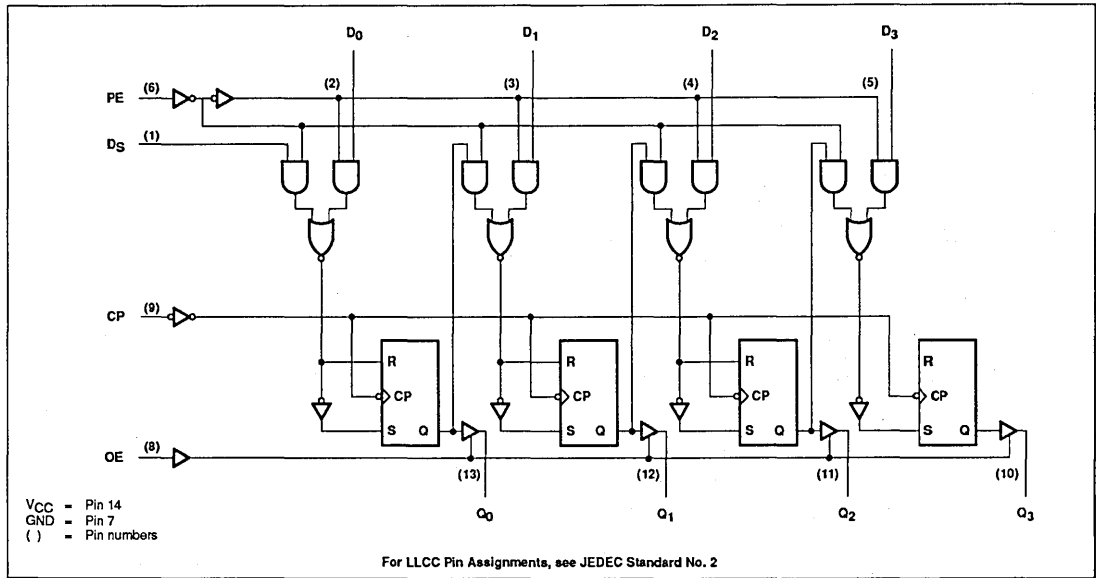 D0 D1 D2 D3
PE (6) (2) (3) (4) (5)
DS (1)
CP (9)
R R R R
CP CP CP CP
S Q S Q S Q S Q
OE (8)
(13) (12) (11) (10)
Q0 Q1 Q2 Q3
VCC = Pin 14
GND = Pin 7
( ) = Pin numbers
For LLCC Pin Assignments, see JEDEC Standard No. 2